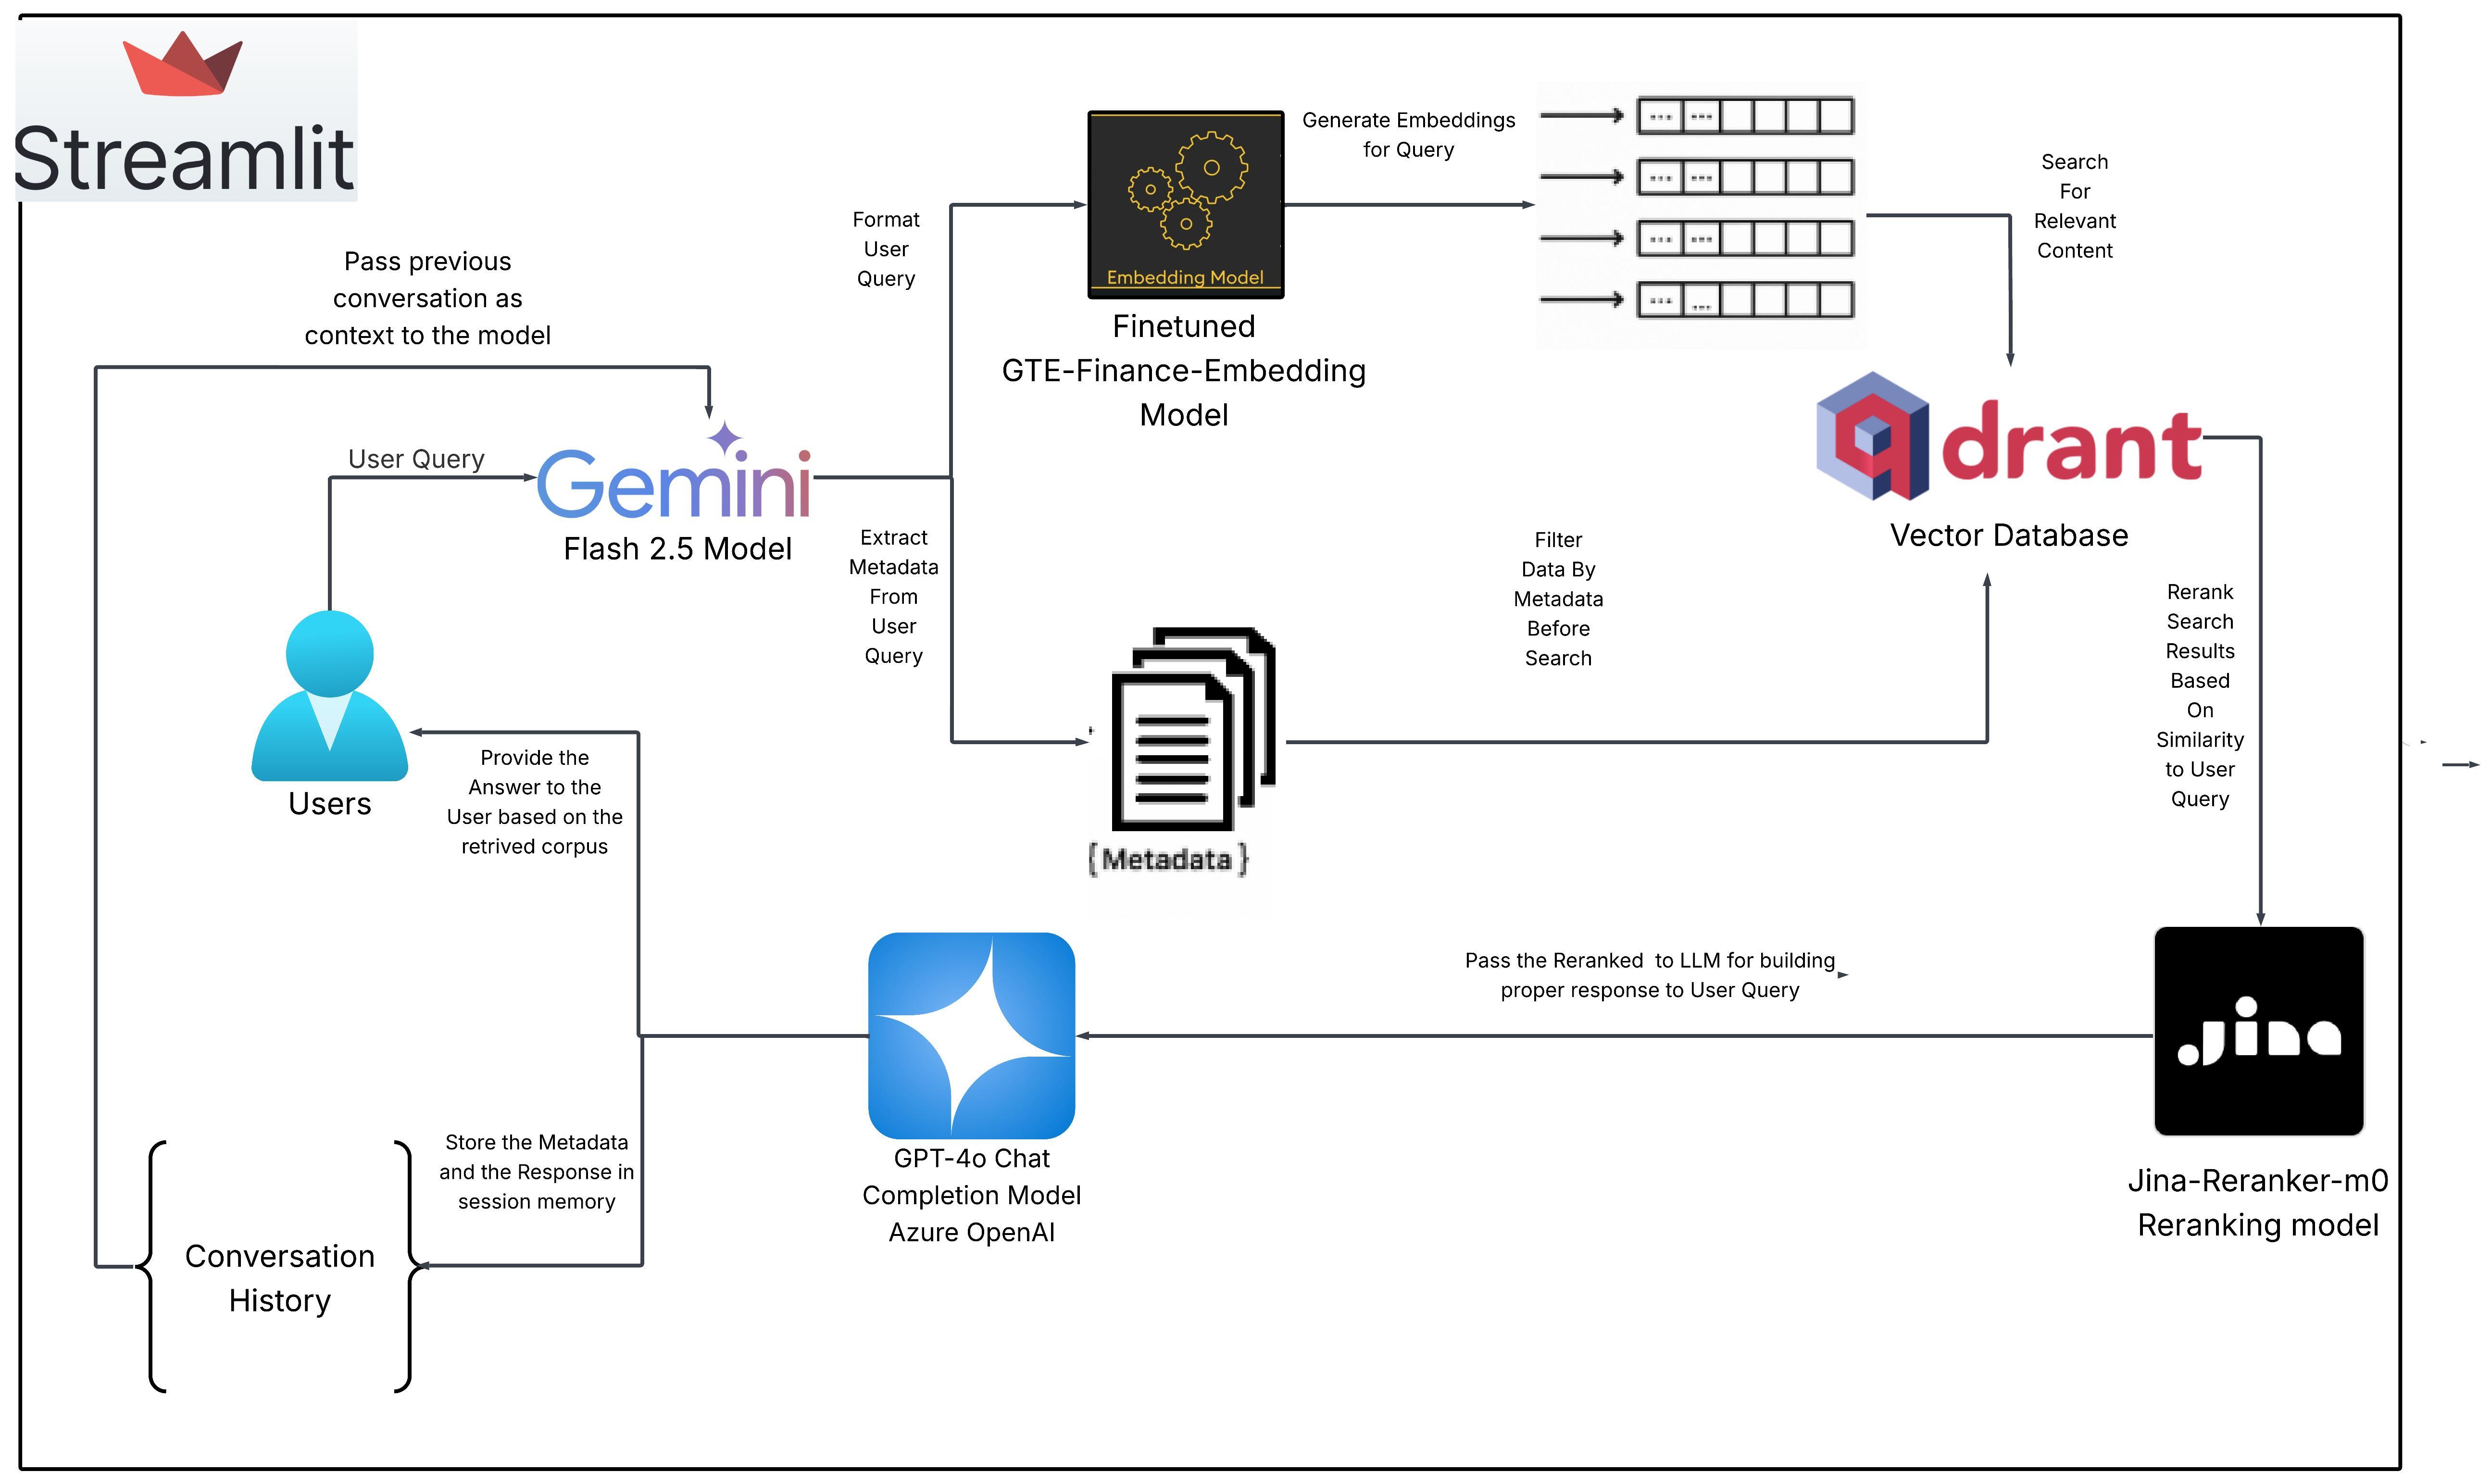 Streamlit
Pass previous
conversation as
context to the model
User Query
Gemini
Flash 2.5 Model
Users
Format
User
Query
Extract
Metadata
From
User
Query
Embedding Model
Finetuned
GTE-Finance-Embedding
Model
Generate Embeddings
for Query
... ...
... ...
... ...
... ...
Search
For
Relevant
Content
qdrant
Vector Database
Filter
Data By
Metadata
Before
Search
{Metadata}
Rerank
Search
Results
Based
On
Similarity
to User
Query
Jina
Jina-Reranker-m0
Reranking model
Pass the Reranked  to LLM for building
proper response to User Query
GPT-4o Chat
Completion Model
Azure OpenAI
Provide the
Answer to the
User based on the
retrived corpus
Store the Metadata
and the Response in
session memory
Conversation
History